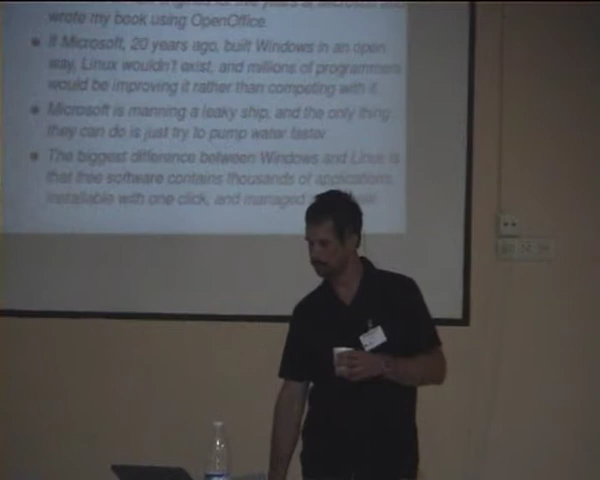 wrote my book using OpenOffice.
If Microsoft, 20 years ago, built Windows in an open
way, Linux wouldn't exist, and millions of programmers
would be improving it rather than competing with it.
Microsoft is manning a leaky ship, and the only thing
they can do is just try to pump water faster
The biggest difference between Windows and Linux is
that free software contains thousands of applications,
installable with one click, and managed